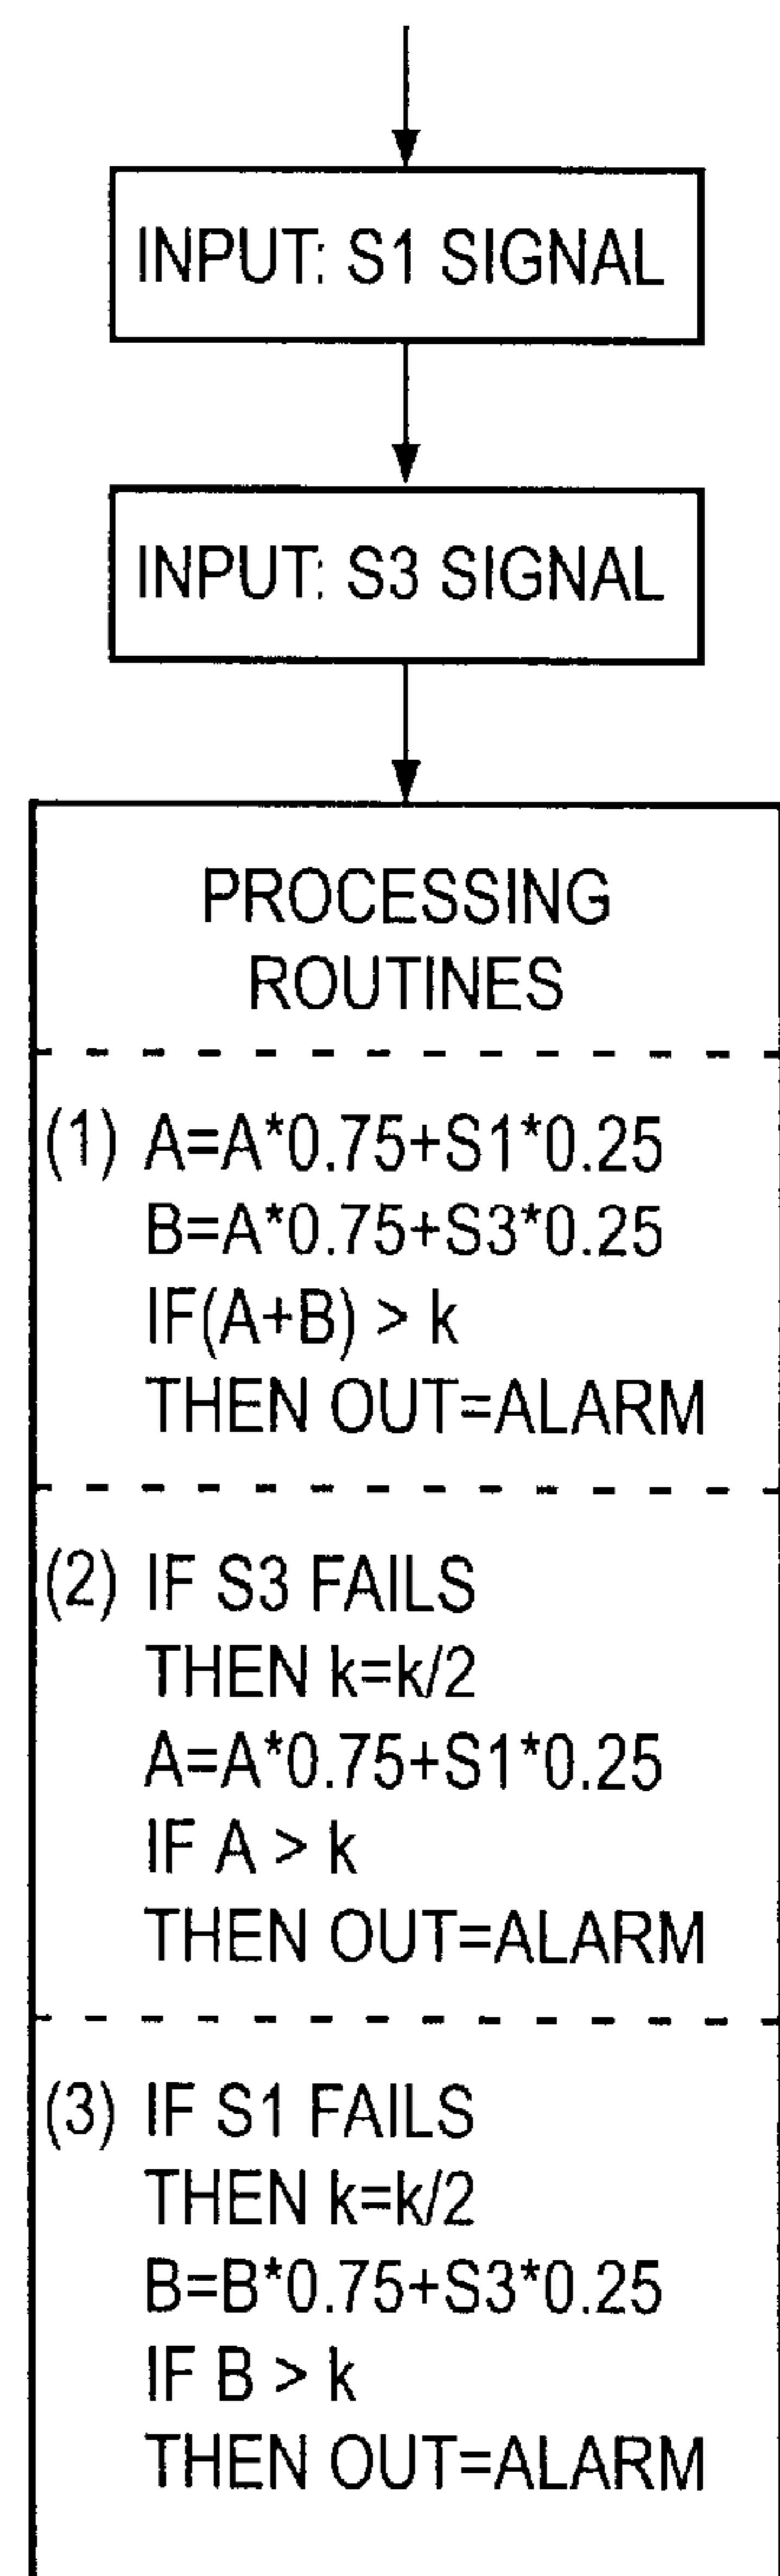 INPUT: S1 SIGNAL
INPUT: S3 SIGNAL
PROCESSING
ROUTINES
(1) A=A*0.75+S1*0.25
B=A*0.75+S3*0.25
IF(A+B) > k
THEN OUT=ALARM
(2) IF S3 FAILS
THEN k=k/2
A=A*0.75+S1*0.25
IF A > k
THEN OUT=ALARM
(3) IF S1 FAILS
THEN k=k/2
B=B*0.75+S3*0.25
IF B > k
THEN OUT=ALARM